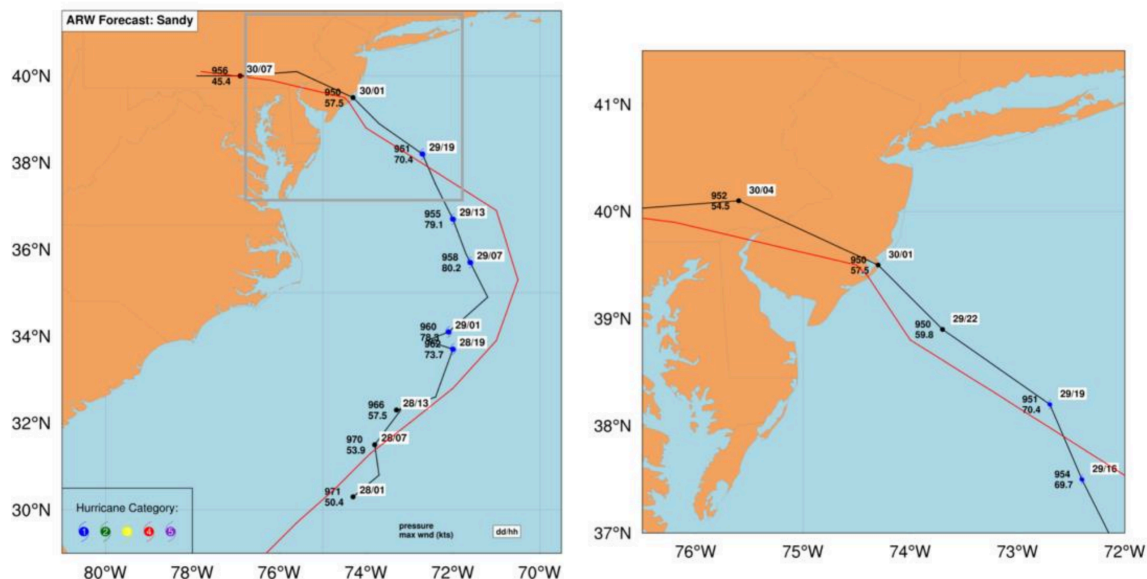 ARW Forecast: Sandy
40°N
38°N
36°N
34°N
32°N
30°N
80°W
78°W
76°W
74°W
72°W
70°W
956
45.4
30/07
950
57.5
30/01
951
70.4
29/19
955
79.1
29/13
958
80.2
29/07
960
29/01
962
73.7
28/19
966
57.5
28/13
970
53.9
28/07
971
50.4
28/01
Hurricane Category:
1
2
4
5
pressure
max wnd (kts)
dd/hh
41°N
40°N
39°N
38°N
37°N
76°W
75°W
74°W
73°W
72°W
952
54.5
30/04
950
57.5
30/01
950
59.8
29/22
951
70.4
29/19
954
69.7
29/16